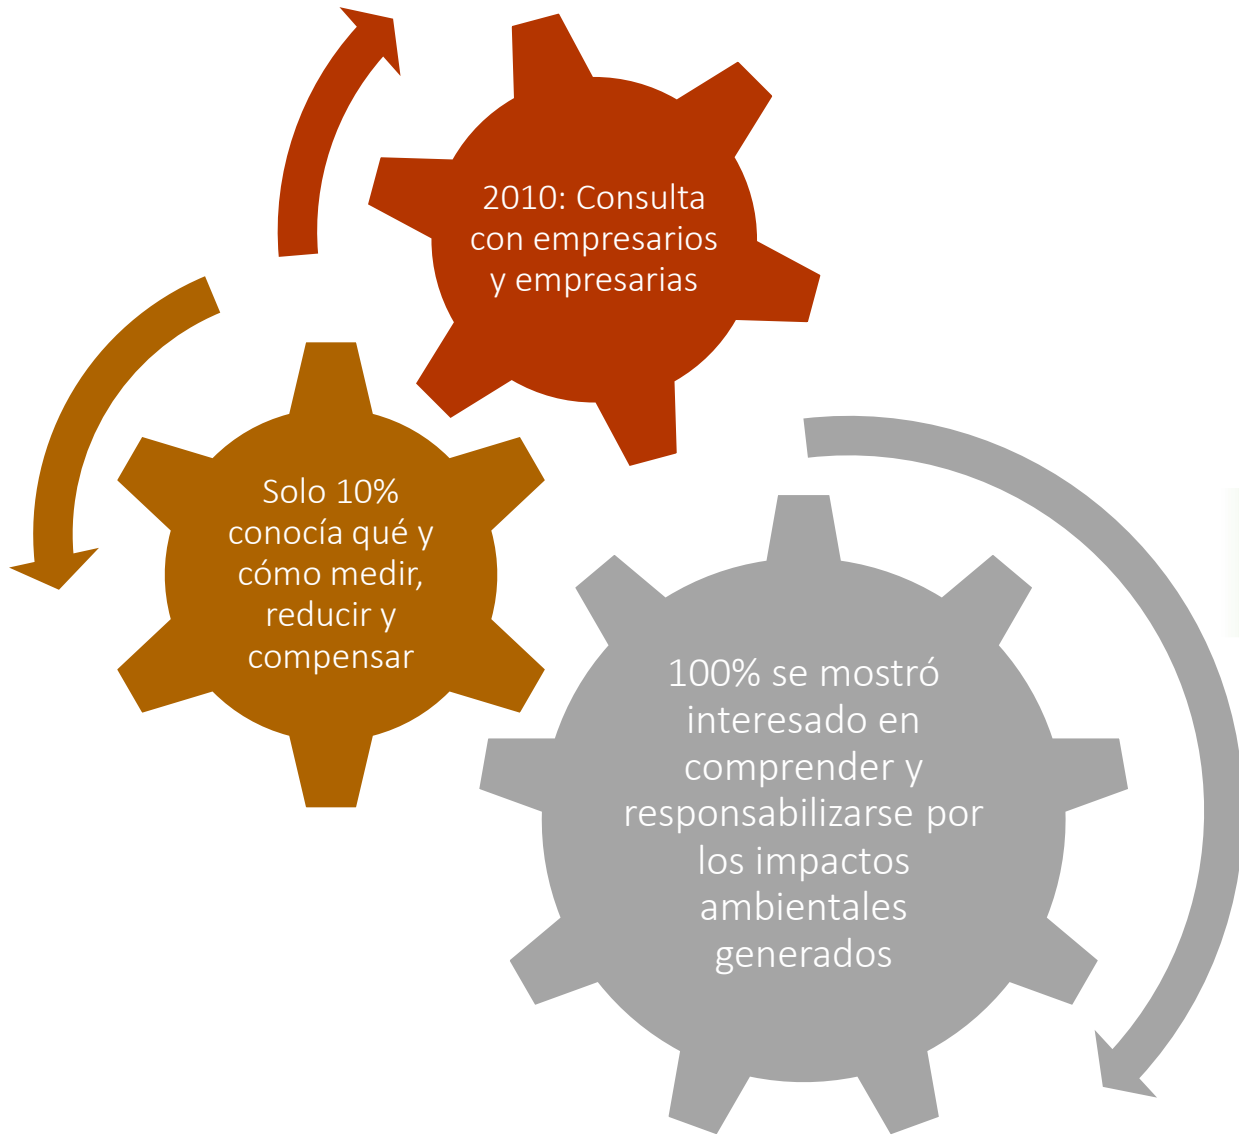 2010: Consulta
con empresarios
y empresarias
Solo 10%
conocía qué y
cómo medir,
reducir y
compensar
100% se mostró
interesado en
comprender y
responsabilizarse por
los impactos
ambientales
generados